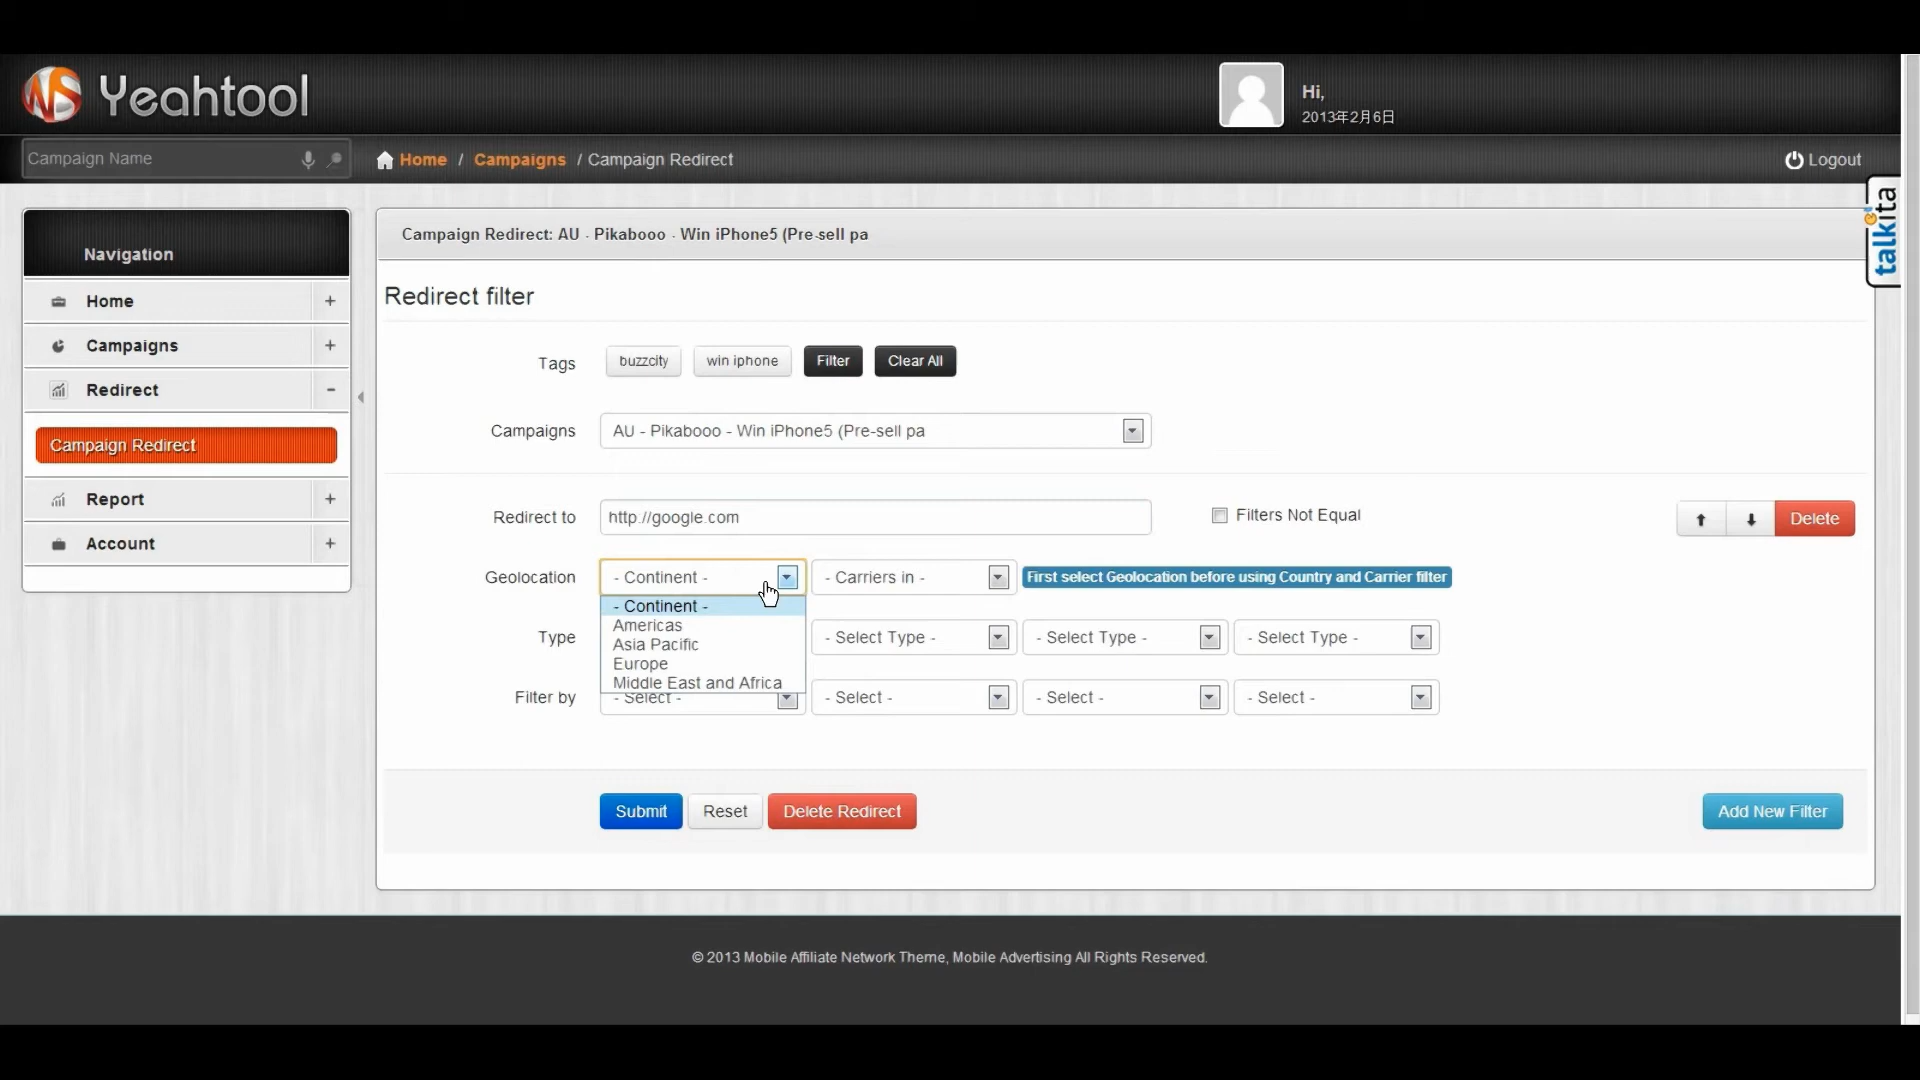 Yeahtool
Hi,
2013年2月6日
Campaign Name
Home / Campaigns / Campaign Redirect
Logout
talkita
Navigation
Home +
Campaigns +
Redirect -
Campaign Redirect
Report +
Account +
Campaign Redirect: AU - Pikabooo - Win iPhone5 (Pre-sell pa
Redirect filter
Tags buzzcity win iphone Filter Clear All
Campaigns AU - Pikabooo - Win iPhone5 (Pre-sell pa
Redirect to http://google.com Filters Not Equal Delete
Geolocation - Continent - - Carriers in - First select Geolocation before using Country and Carrier filter
- Continent -
Americas
Asia Pacific
Europe
Middle East and Africa
Type - Select Type - - Select Type - - Select Type -
Filter by - Select - - Select - - Select - - Select -
Submit Reset Delete Redirect Add New Filter
© 2013 Mobile Affiliate Network Theme, Mobile Advertising All Rights Reserved.